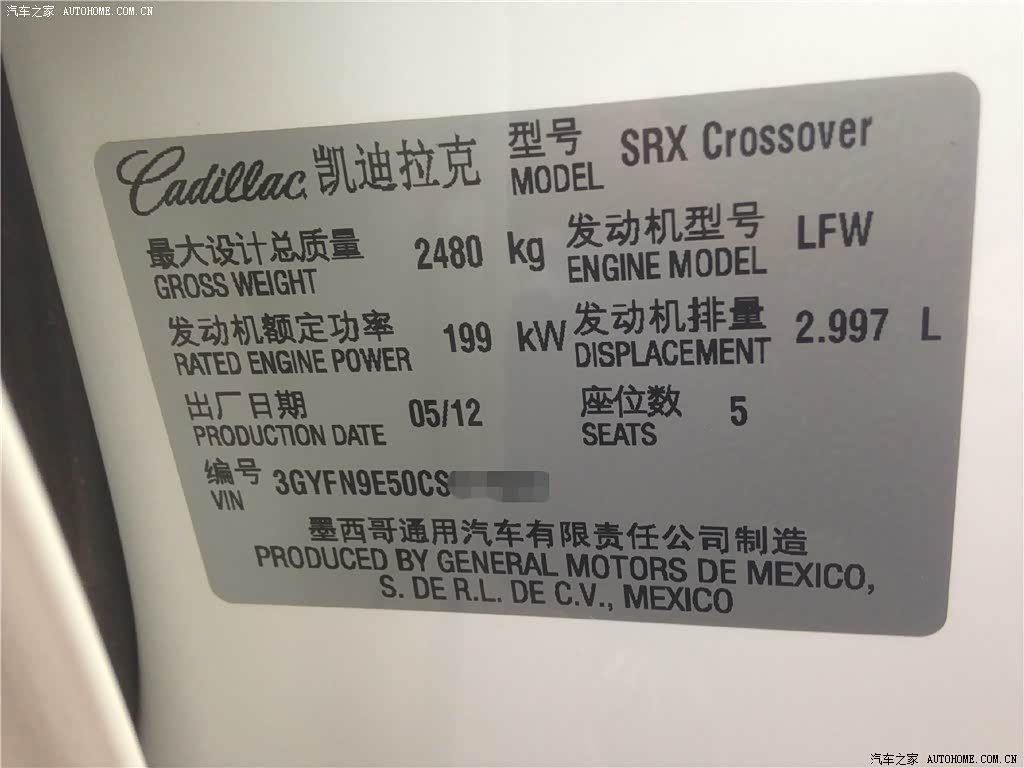 汽车之家 AUTOHOME.COM.CN
Cadillac 凯迪拉克 型号 SRX Crossover
MODEL
最大设计总质量 2480 kg 发动机型号 LFW
GROSS WEIGHT ENGINE MODEL
发动机额定功率 199 kW 发动机排量 2.997 L
RATED ENGINE POWER DISPLACEMENT
出厂日期 05/12 座位数 5
PRODUCTION DATE SEATS
编号 3GYFN9E50CS
VIN
墨西哥通用汽车有限责任公司制造
PRODUCED BY GENERAL MOTORS DE MEXICO,
S. DE R.L. DE C.V., MEXICO
汽车之家 AUTOHOME.COM.CN